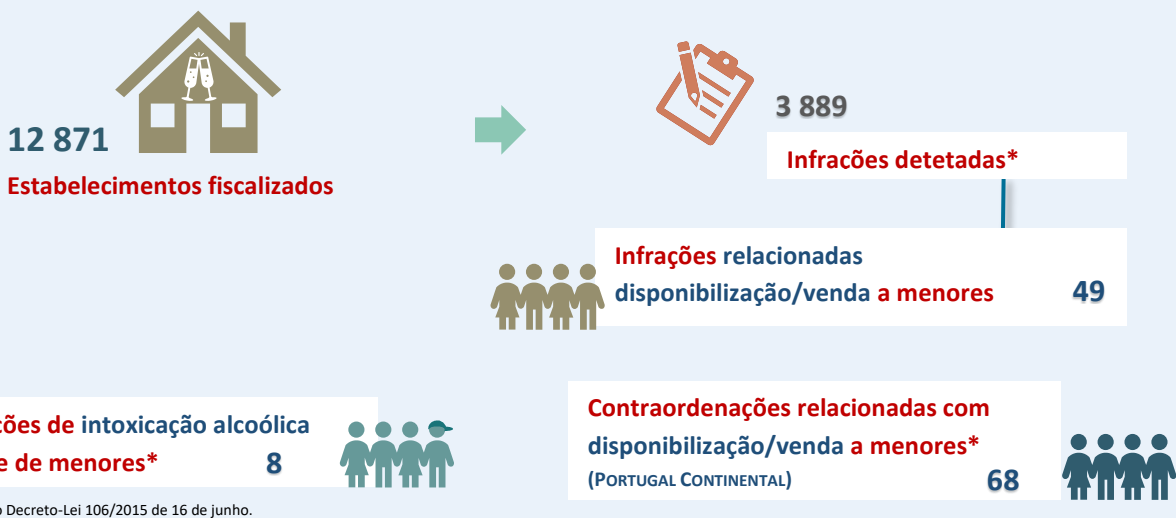 12 871
Estabelecimentos fiscalizados
3 889
Infrações detetadas*
Infrações relacionadas
disponibilização/venda a menores 49
ções de intoxicação alcoólica
e de menores* 8
Contraordenações relacionadas com
disponibilização/venda a menores*
(PORTUGAL CONTINENTAL) 68
o Decreto-Lei 106/2015 de 16 de junho.